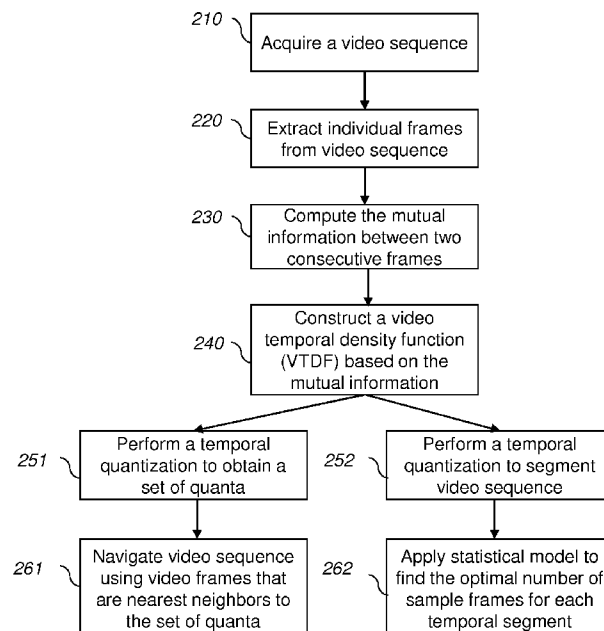 210
Acquire a video sequence
220
Extract individual frames
from video sequence
230
Compute the mutual
information between two
consecutive frames
240
Construct a video
temporal density function
(VTDF) based on the
mutual information
251
Perform a temporal
quantization to obtain a
set of quanta
252
Perform a temporal
quantization to segment
video sequence
261
Navigate video sequence
using video frames that
are nearest neighbors to
the set of quanta
262
Apply statistical model to
find the optimal number of
sample frames for each
temporal segment